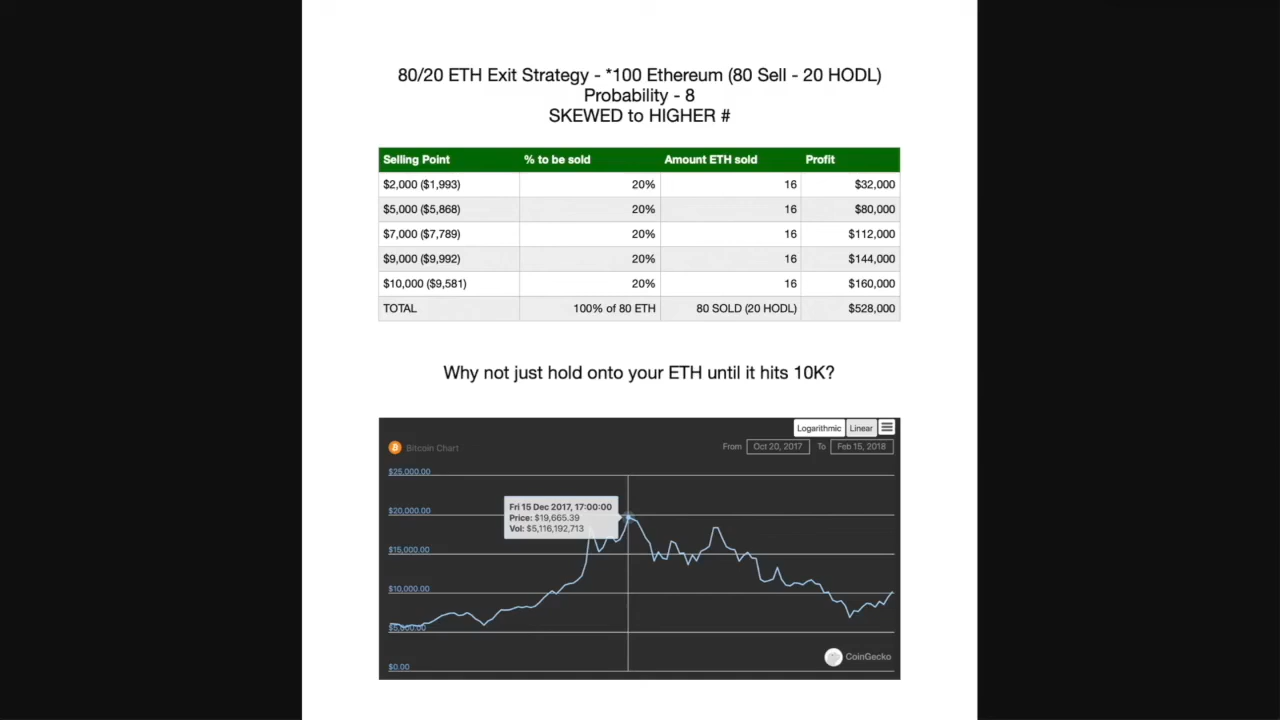 80/20 ETH Exit Strategy - *100 Ethereum (80 Sell - 20 HODL)
Probability - 8
SKEWED to HIGHER #
Selling Point % to be sold Amount ETH sold Profit
$2,000 ($1,993) 20% 16 $32,000
$5,000 ($5,868) 20% 16 $80,000
$7,000 ($7,789) 20% 16 $112,000
$9,000 ($9,992) 20% 16 $144,000
$10,000 ($9,581) 20% 16 $160,000
TOTAL 100% of 80 ETH 80 SOLD (20 HODL) $528,000
Why not just hold onto your ETH until it hits 10K?
Logarithmic Linear
Bitcoin Chart From Oct 20, 2017 To Feb 15, 2018
$25,000.00
$20,000.00
Fri 15 Dec 2017, 17:00:00
Price: $19,665.39
Vol: $5,116,192,713
$15,000.00
$10,000.00
$5,000.00
$0.00
CoinGecko